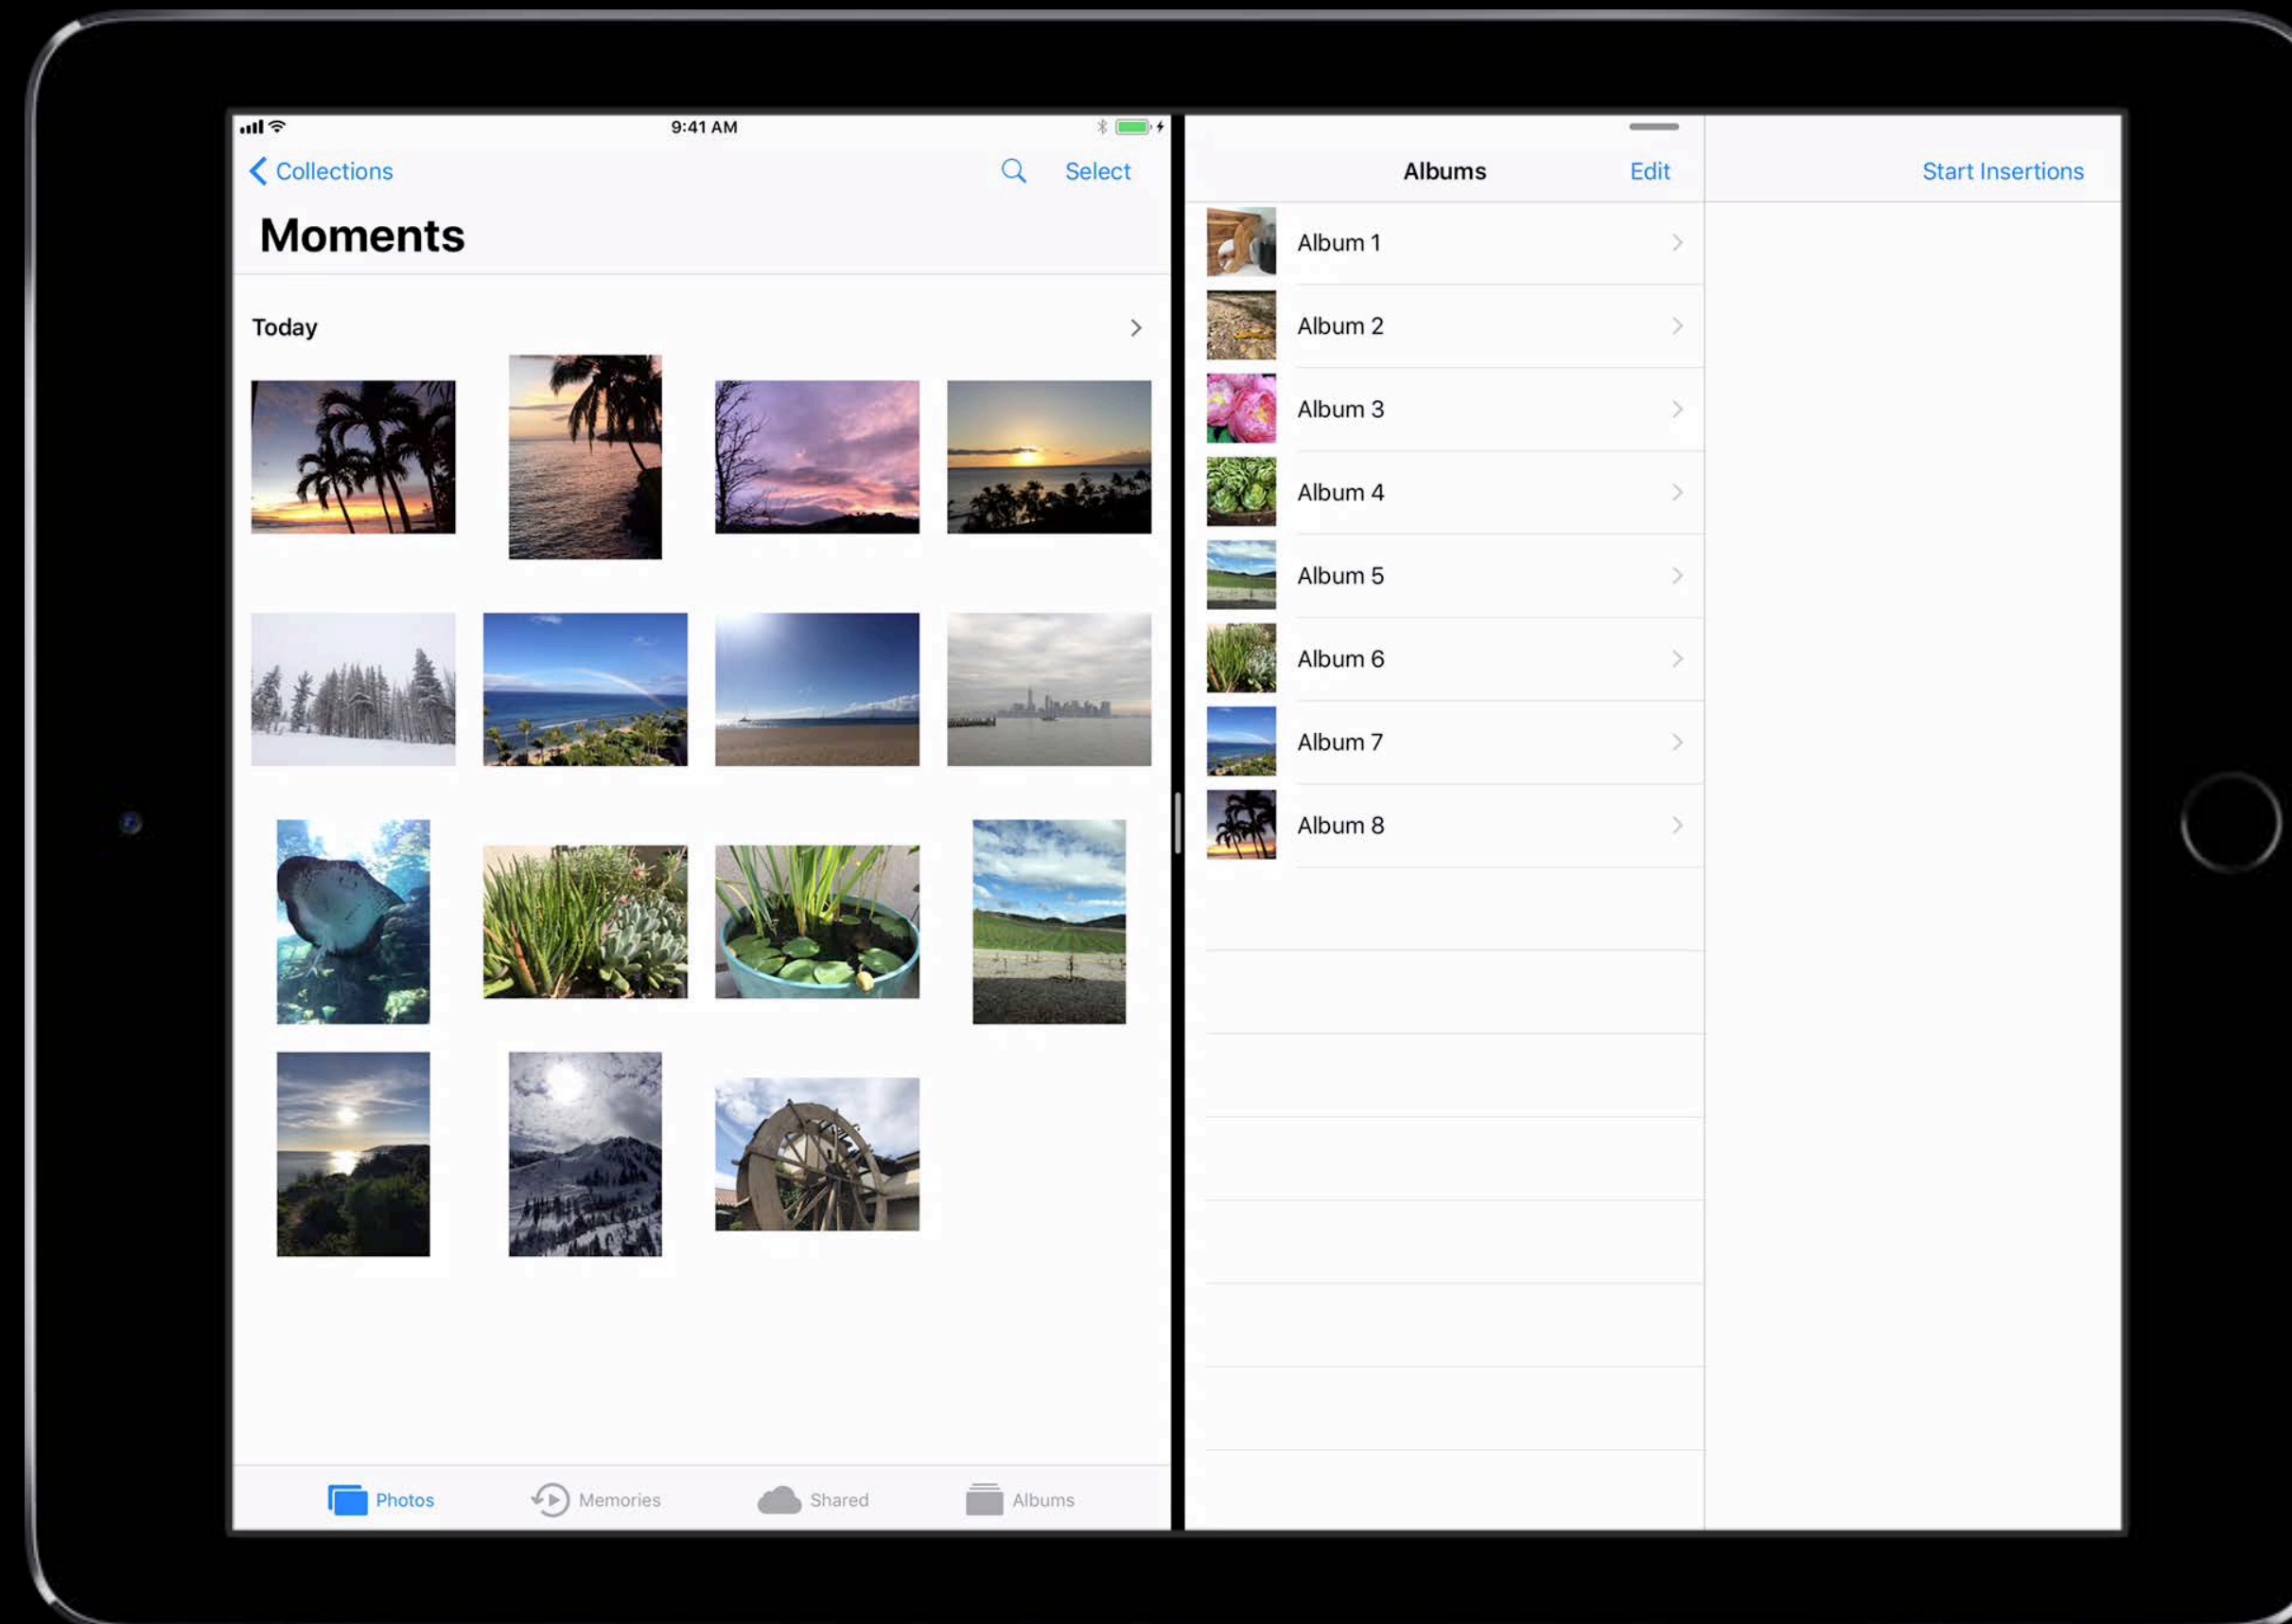 9:41 AM
Collections
Select
Moments
Today
Photos
Memories
Shared
Albums
Albums
Edit
Album 1
Album 2
Album 3
Album 4
Album 5
Album 6
Album 7
Album 8
Start Insertions